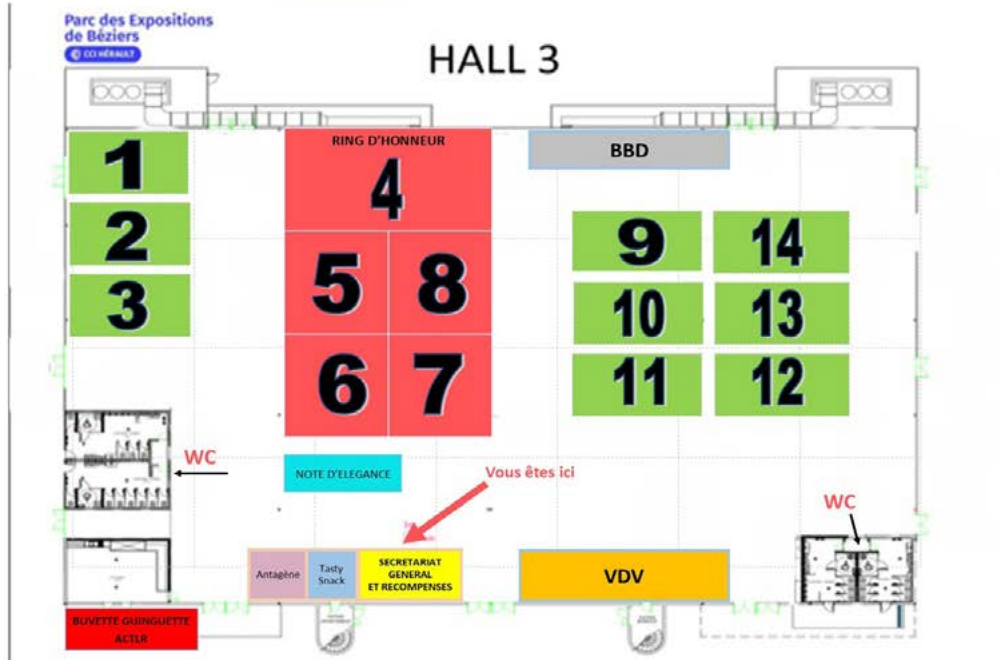 Parc des Expositions
de Béziers
CCI HÉRAULT
HALL 3
1
2
3
RING D'HONNEUR
4
5
8
6
7
BBD
9
14
10
13
11
12
WC
NOTE D'ELEGANCE
Vous êtes ici
WC
Antagène
Tasty
Snack
SECRETARIAT
GENERAL
ET RECOMPENSES
VDV
BUVETTE GUINGUETTE
ACTLR